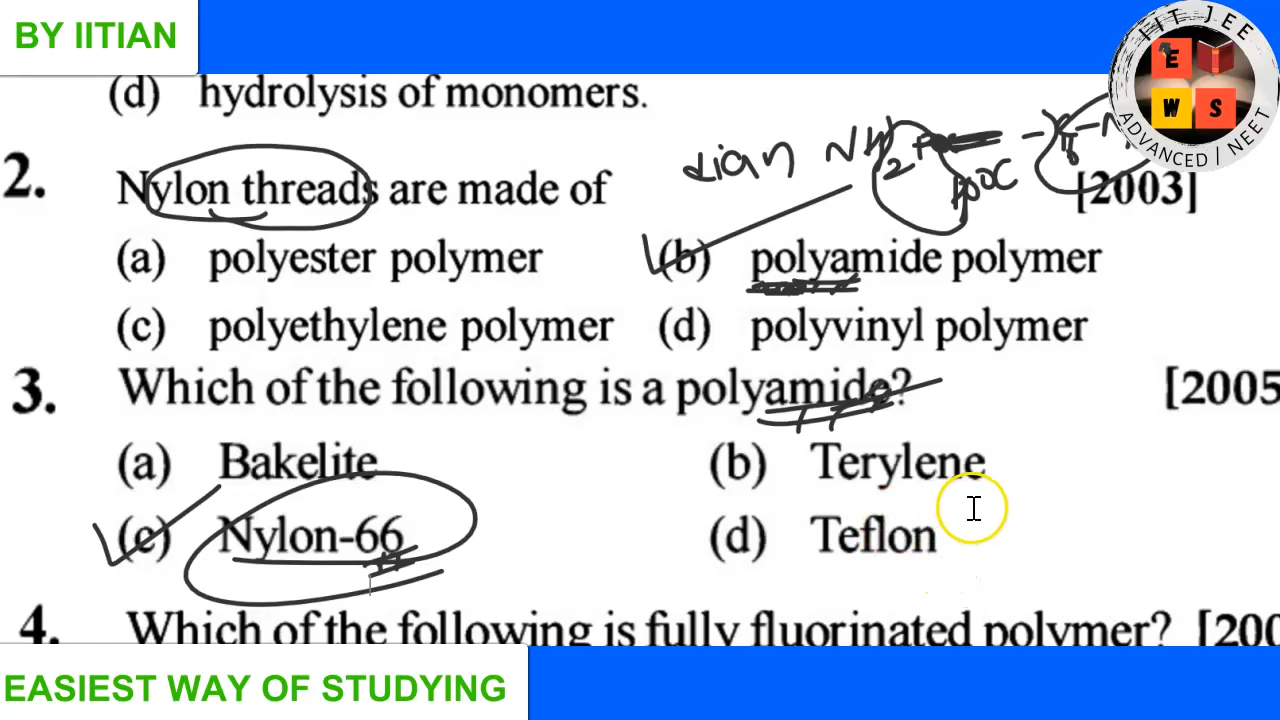 BY IITIAN
IIT JEE
E
W S
ADVANCED / NEET
(d) hydrolysis of monomers.
NH2
HOOC
2. Nylon threads are made of [2003]
(a) polyester polymer (b) polyamide polymer
(c) polyethylene polymer (d) polyvinyl polymer
3. Which of the following is a polyamide? [2005
(a) Bakelite (b) Terylene
(c) Nylon-66 (d) Teflon
4. Which of the following is fully fluorinated polymer? [200
EASIEST WAY OF STUDYING